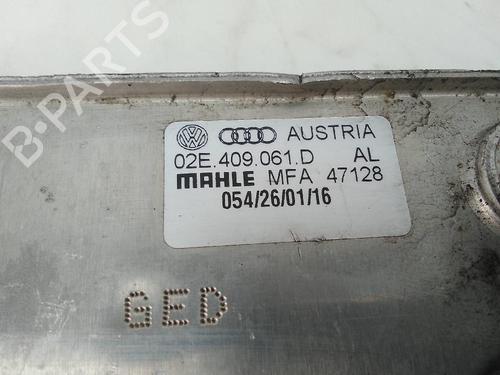 B-PARTS
AUSTRIA
02E.409.061.D AL
MAHLE MFA 47128
054/26/01/16
GED